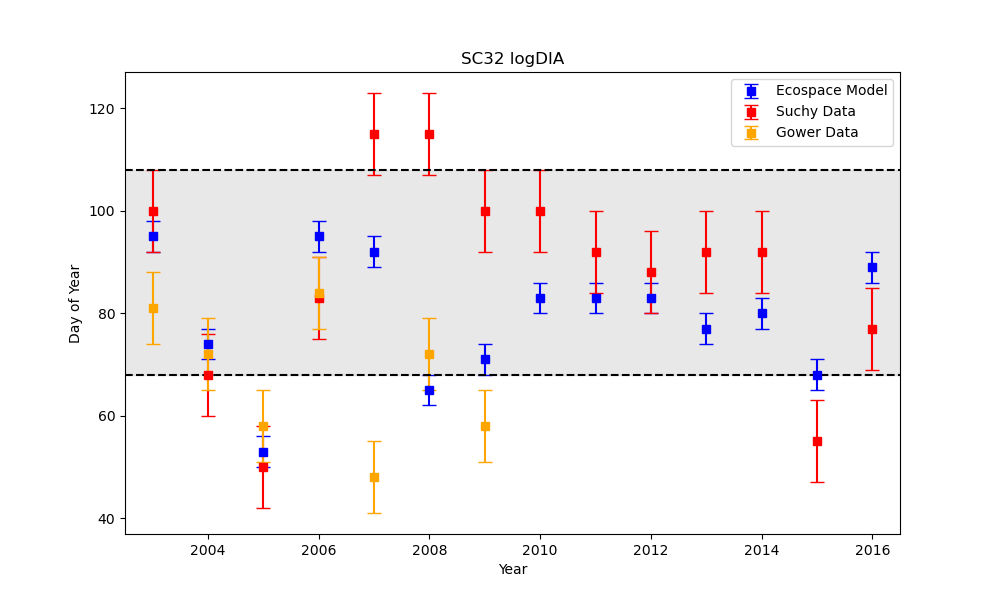 SC32 logDIA
Ecospace Model
Suchy Data
Gower Data
120
100
80
60
40
Day of Year
2004 2006 2008 2010 2012 2014 2016
Year